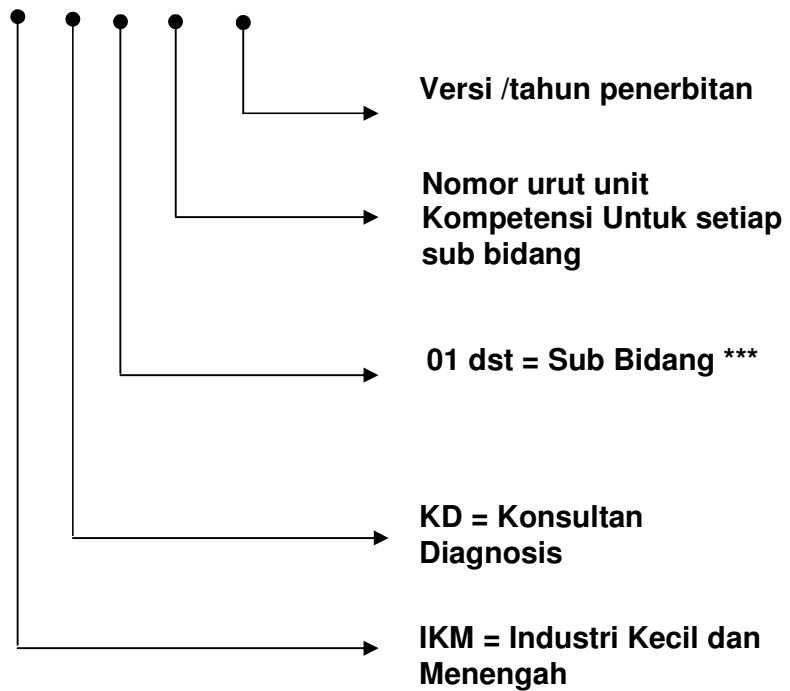 Versi /tahun penerbitan
Nomor urut unit
Kompetensi Untuk setiap
sub bidang
01 dst = Sub Bidang ***
KD = Konsultan
Diagnosis
IKM = Industri Kecil dan
Menengah